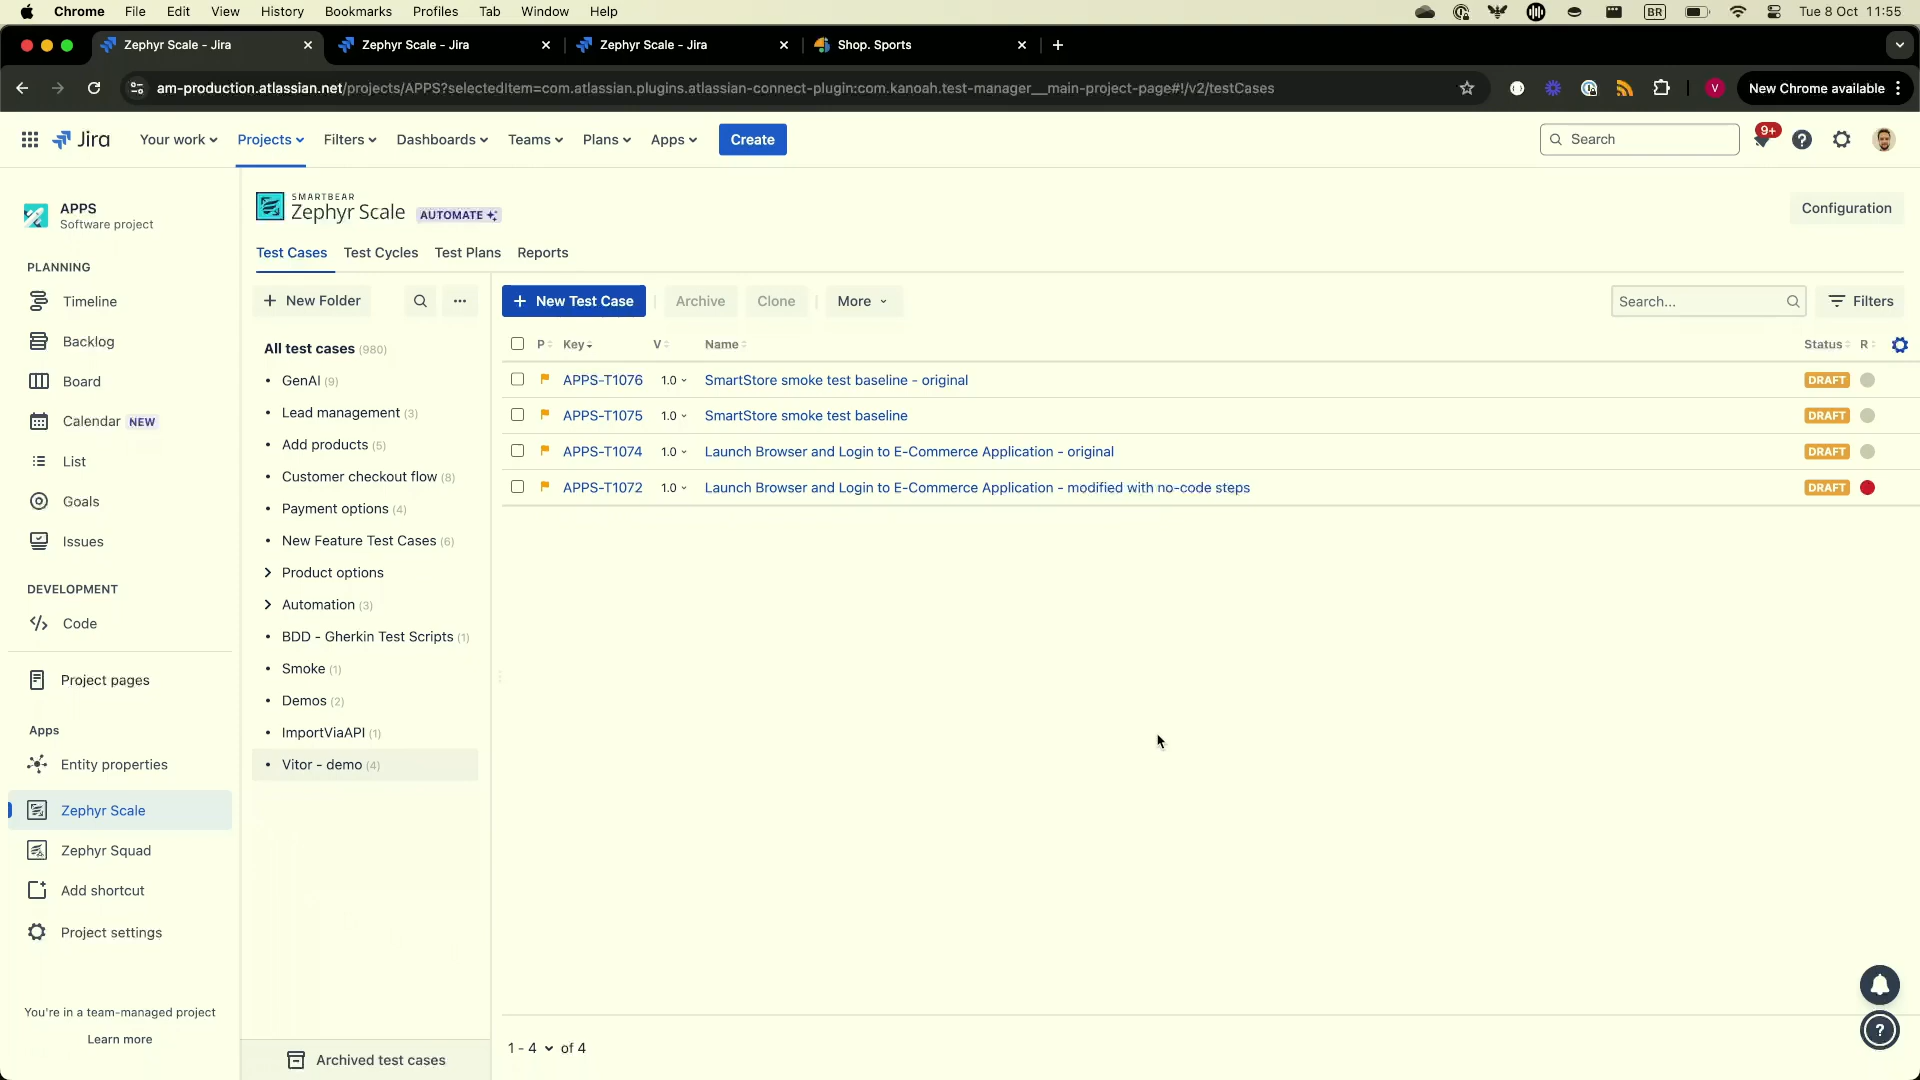 Chrome File Edit View History Bookmarks Profiles Tab Window Help
BR Tue 8 Oct 11:55
Zephyr Scale - Jira Zephyr Scale - Jira Zephyr Scale - Jira Shop. Sports
am-production.atlassian.net/projects/APPS?selectedItem=com.atlassian.plugins.atlassian-connect-plugin:com.kanoah.test-manager__main-project-page#!/v2/testCases
V New Chrome available
Jira Your work Projects Filters Dashboards Teams Plans Apps Create
Search
9+
APPS
Software project
PLANNING
Timeline
Backlog
Board
Calendar NEW
List
Goals
Issues
DEVELOPMENT
Code
Project pages
Apps
Entity properties
Zephyr Scale
Zephyr Squad
Add shortcut
Project settings
You're in a team-managed project
Learn more
SMARTBEAR
Zephyr Scale AUTOMATE
Configuration
Test Cases Test Cycles Test Plans Reports
New Folder
All test cases (980)
GenAI (9)
Lead management (3)
Add products (5)
Customer checkout flow (8)
Payment options (4)
New Feature Test Cases (6)
Product options
Automation (3)
BDD - Gherkin Test Scripts (1)
Smoke (1)
Demos (2)
ImportViaAPI (1)
Vitor - demo (4)
Archived test cases
New Test Case Archive Clone More
Search... Filters
P Key V Name Status R
APPS-T1076 1.0 SmartStore smoke test baseline - original DRAFT
APPS-T1075 1.0 SmartStore smoke test baseline DRAFT
APPS-T1074 1.0 Launch Browser and Login to E-Commerce Application - original DRAFT
APPS-T1072 1.0 Launch Browser and Login to E-Commerce Application - modified with no-code steps DRAFT
1 - 4 of 4